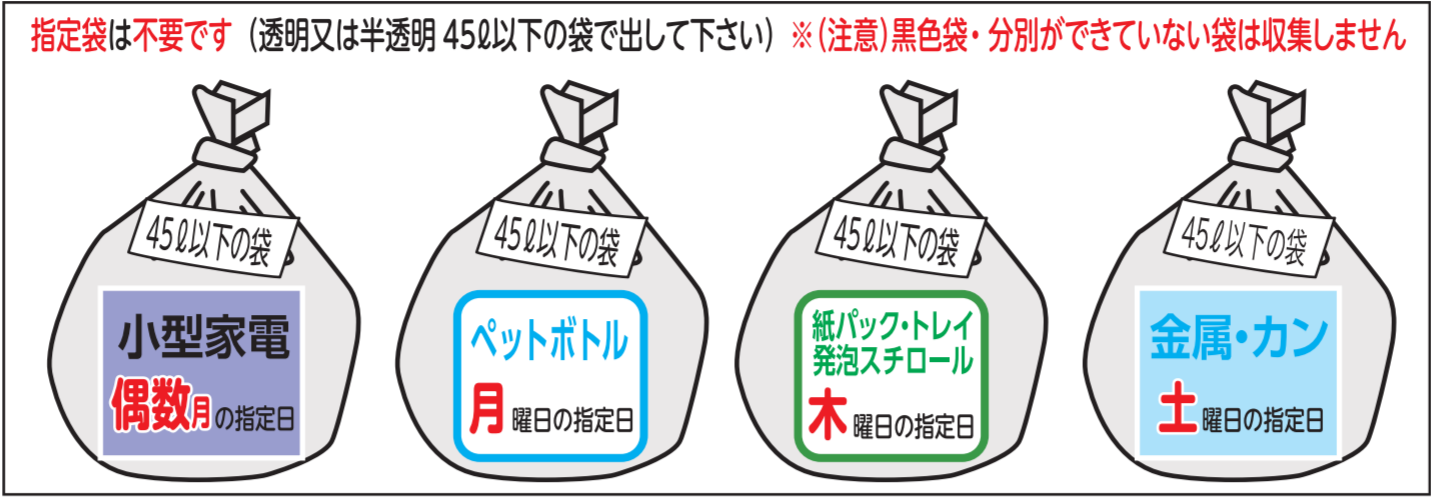 指定袋は不要です（透明又は半透明 45ℓ以下の袋で出して下さい）※(注意)黒色袋・分別ができていない袋は収集しません
45ℓ以下の袋
小型家電
偶数月の指定日
45ℓ以下の袋
ペットボトル
月曜日の指定日
45ℓ以下の袋
紙パック・トレイ
発泡スチロール
木曜日の指定日
45ℓ以下の袋
金属・カン
土曜日の指定日